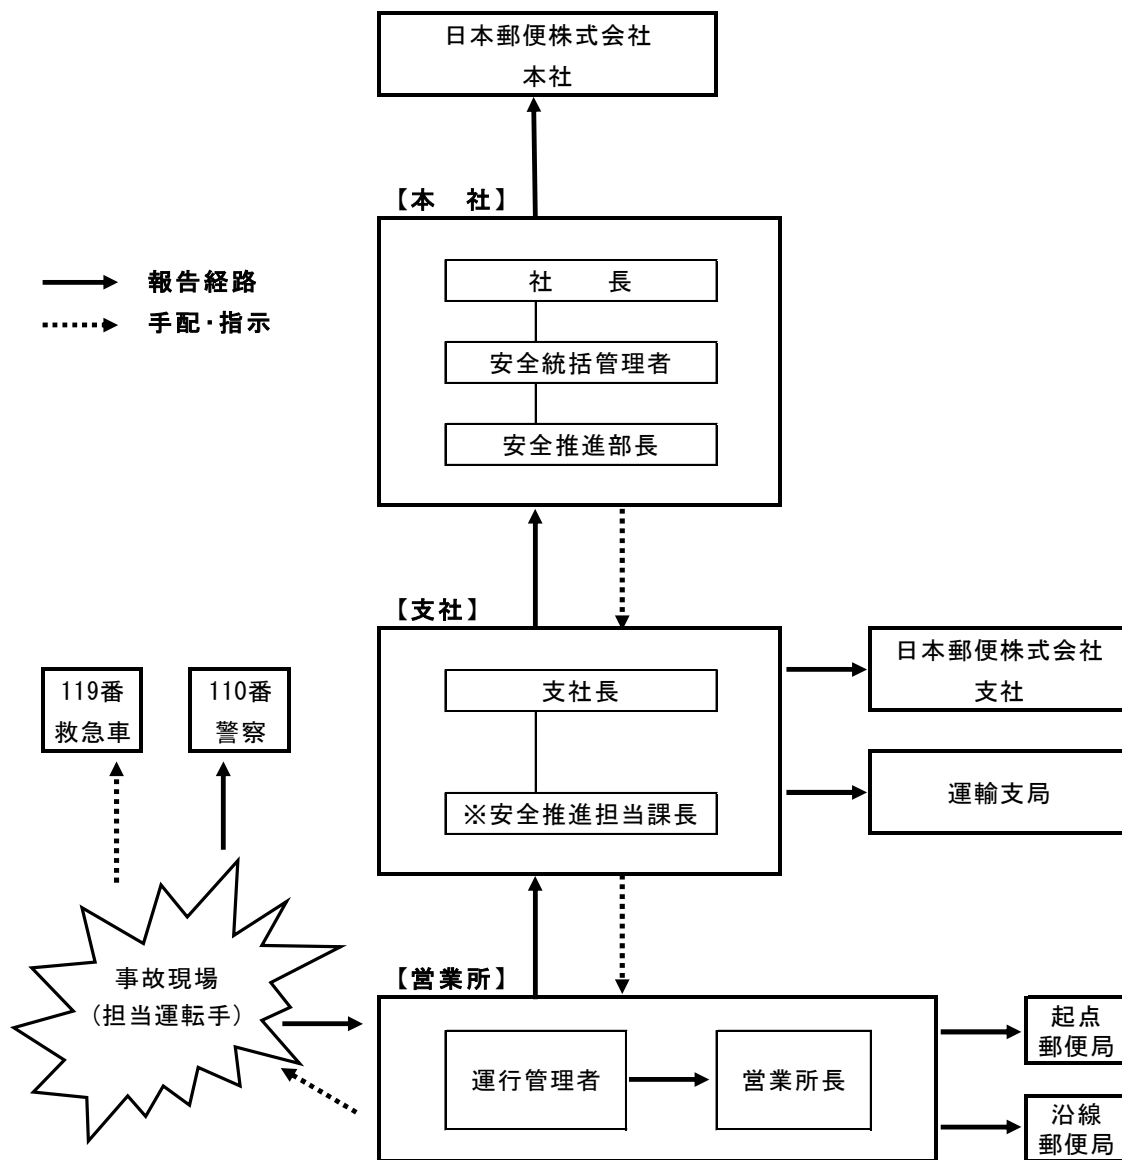 日本郵便株式会社
本社
【本　社】
報告経路
手配・指示
社　　長
安全統括管理者
安全推進部長
【支社】
支社長
※安全推進担当課長
日本郵便株式会社
支社
運輸支局
119番
救急車
110番
警察
事故現場
（担当運転手）
【営業所】
運行管理者
営業所長
起点
郵便局
沿線
郵便局